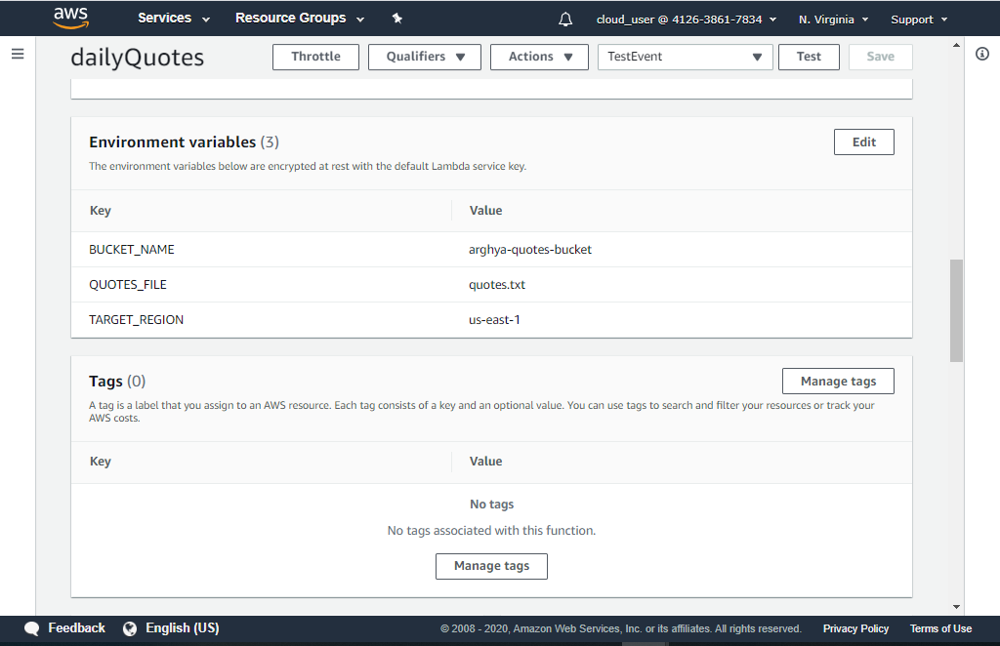 aws Services Resource Groups cloud_user @ 4126-3861-7834 N. Virginia Support
dailyQuotes Throttle Qualifiers Actions TestEvent Test Save
Environment variables (3) Edit
The environment variables below are encrypted at rest with the default Lambda service key.
Key Value
BUCKET_NAME arghya-quotes-bucket
QUOTES_FILE quotes.txt
TARGET_REGION us-east-1
Tags (0) Manage tags
A tag is a label that you assign to an AWS resource. Each tag consists of a key and an optional value. You can use tags to search and filter your resources or track your
AWS costs.
Key Value
No tags
No tags associated with this function.
Manage tags
Feedback English (US) © 2008 - 2020, Amazon Web Services, Inc. or its affiliates. All rights reserved. Privacy Policy Terms of Use